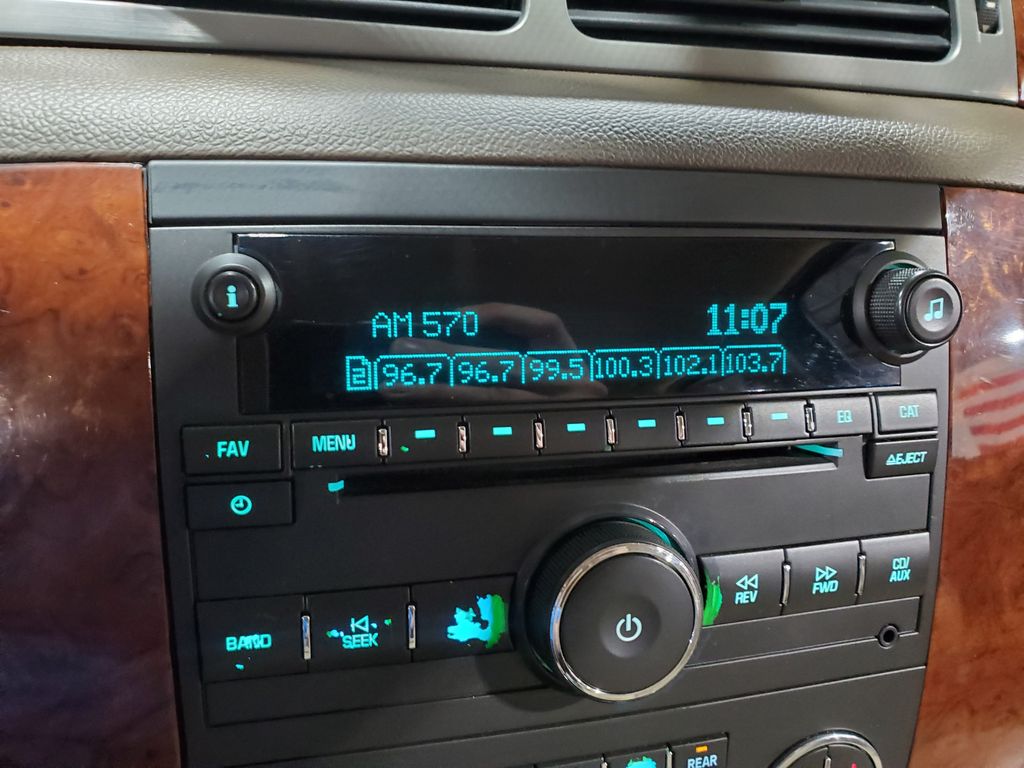 i
AM 570 11:07
96.7 96.7 99.5 100.3 102.1 103.7
FAV MENU EQ CAT
EJECT
BAND SEEK REV FWD CD/
AUX
REAR